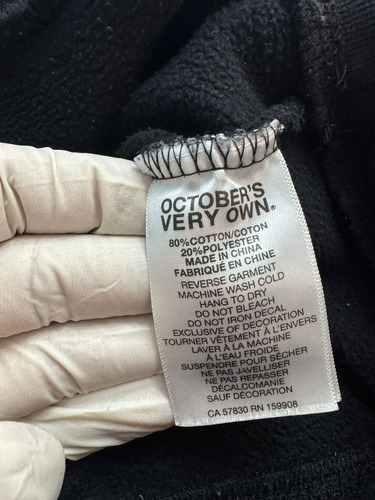 OCTOBER'S
VERY OWN®
80%COTTON/COTON
20%POLYESTER
MADE IN CHINA
FABRIQUÉ EN CHINE
REVERSE GARMENT
MACHINE WASH COLD
HANG TO DRY
DO NOT BLEACH
DO NOT IRON DECAL
EXCLUSIVE OF DECORATION
TOURNER VÊTEMENT À L'ENVERS
LAVER À LA MACHINE
À L'EAU FROIDE
SUSPENDRE POUR SÉCHER
NE PAS JAVELLISER
NE PAS REPASSER
DÉCALCOMANIE
SAUF DÉCORATION
CA 57830 RN 159908